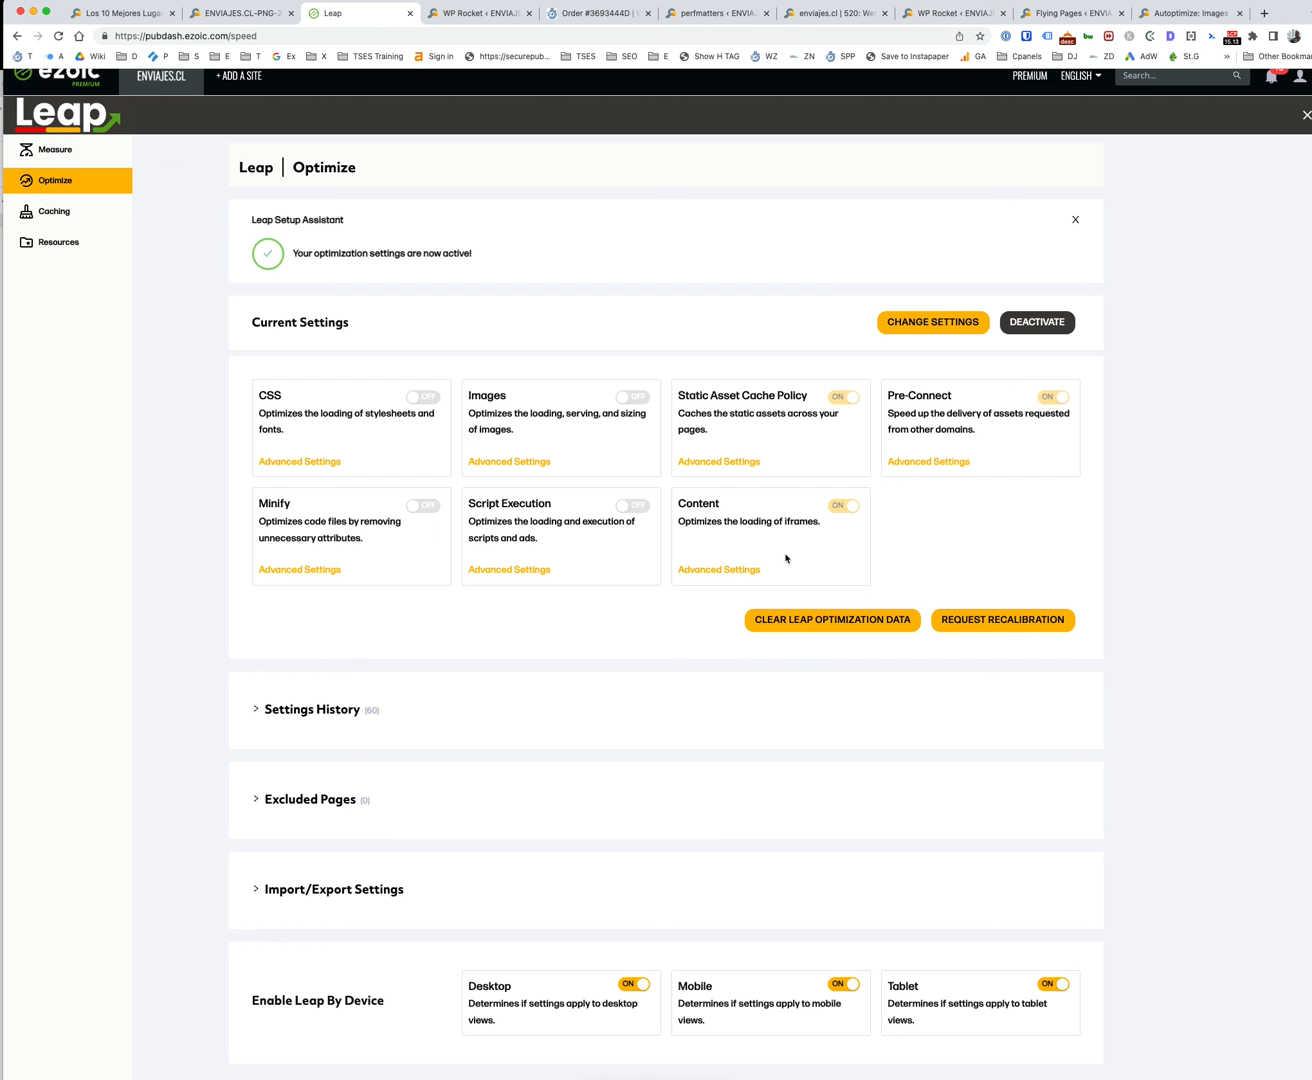 Los 10 Mejores Lugar
ENVIAJES.CL-PNG-2
Leap
WP Rocket ‹ ENVIAJE
Order #3693444D | W
perfmatters ‹ ENVIA
enviajes.cl | 520: We
WP Rocket ‹ ENVIAJ
Flying Pages ‹ ENVIA
Autoptimize: Images
https://pubdash.ezoic.com/speed
desc
bw
15.13
T
A
Wiki
D
P
S
E
T
Ex
X
TSES Training
Sign in
https://securepub...
TSES
SEO
E
Show H TAG
WZ
ZN
SPP
Save to Instapaper
GA
Cpanels
DJ
ZD
AdW
St.G
»
Other Bookmar
ezoic
PREMIUM
ENVIAJES.CL
+ ADD A SITE
PREMIUM
ENGLISH
Search...
Leap
Measure
Optimize
Caching
Resources
Leap | Optimize
Leap Setup Assistant
X
Your optimization settings are now active!
Current Settings
CHANGE SETTINGS
DEACTIVATE
CSS
OFF
Optimizes the loading of stylesheets and
fonts.
Advanced Settings
Images
OFF
Optimizes the loading, serving, and sizing
of images.
Advanced Settings
Static Asset Cache Policy
ON
Caches the static assets across your
pages.
Advanced Settings
Pre-Connect
ON
Speed up the delivery of assets requested
from other domains.
Advanced Settings
Minify
OFF
Optimizes code files by removing
unnecessary attributes.
Advanced Settings
Script Execution
OFF
Optimizes the loading and execution of
scripts and ads.
Advanced Settings
Content
ON
Optimizes the loading of iframes.
Advanced Settings
CLEAR LEAP OPTIMIZATION DATA
REQUEST RECALIBRATION
Settings History (60)
Excluded Pages (0)
Import/Export Settings
Enable Leap By Device
Desktop
ON
Determines if settings apply to desktop
views.
Mobile
ON
Determines if settings apply to mobile
views.
Tablet
ON
Determines if settings apply to tablet
views.